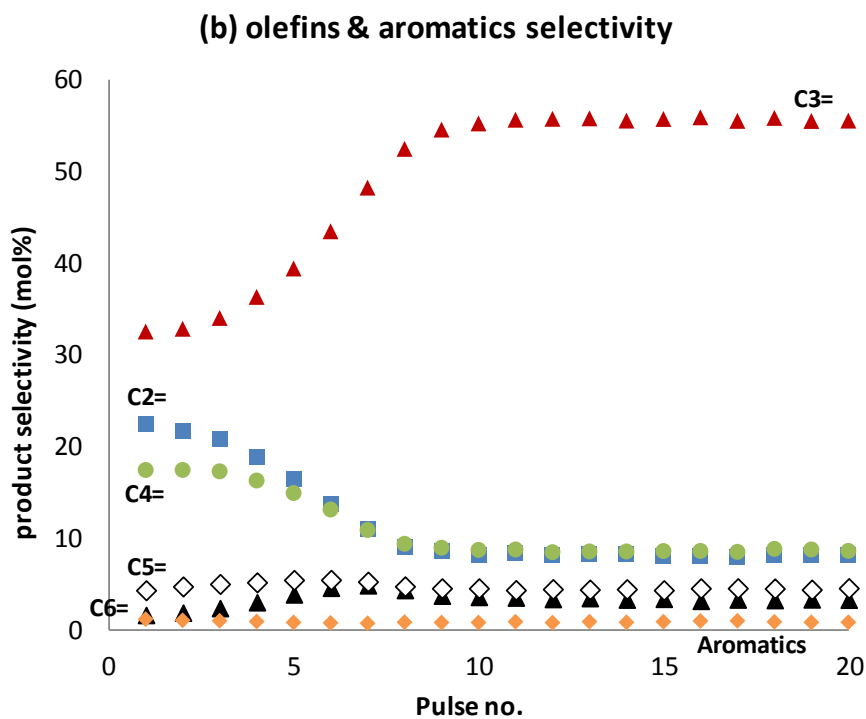 (b) olefins & aromatics selectivity
60
C3=
50
40
product selectivity (mol%)
30
C2=
20
C4=
10
C5=
C6=
0
Aromatics
0 5 10 15 20
Pulse no.